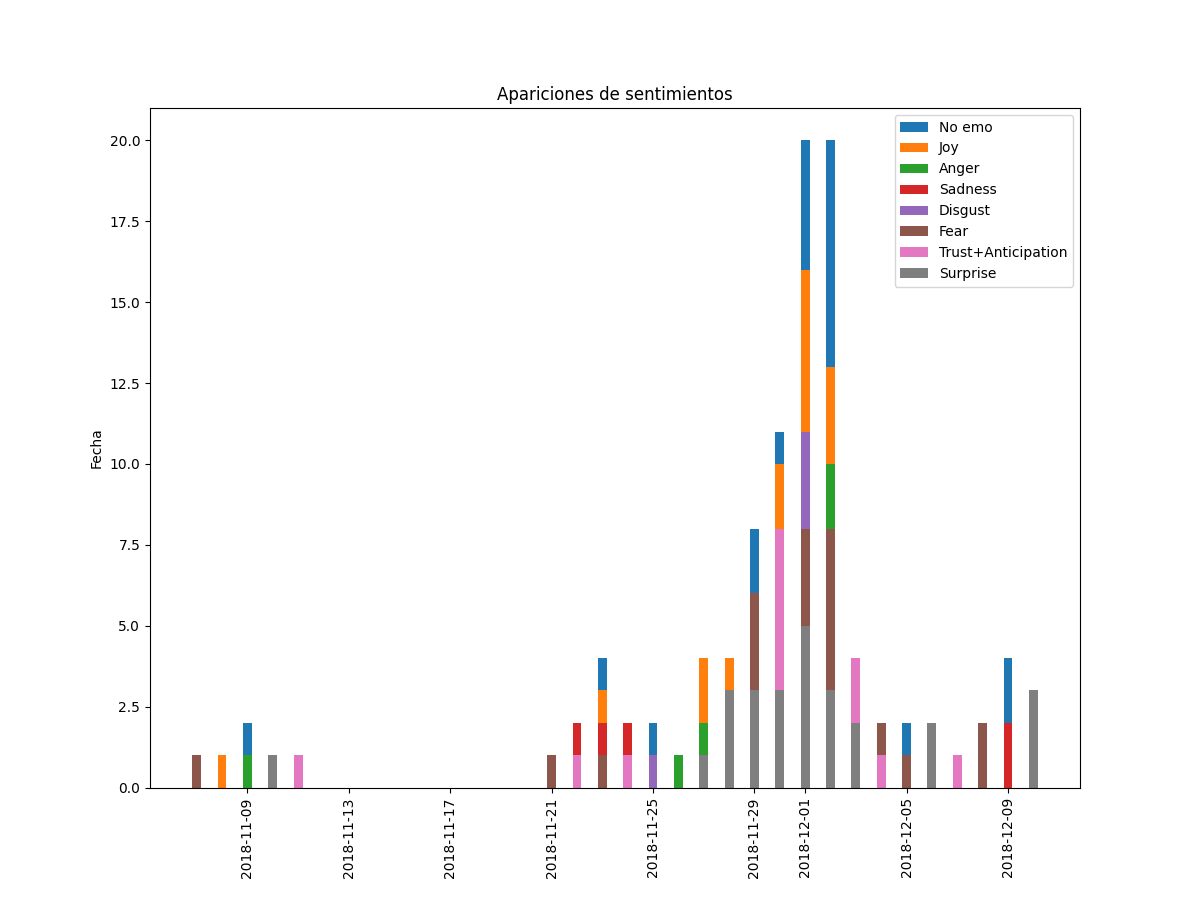 Apariciones de sentimientos
No emo
Joy
Anger
Sadness
Disgust
Fear
Trust+Anticipation
Surprise
Fecha
20.0
17.5
15.0
12.5
10.0
7.5
5.0
2.5
0.0
2018-11-09
2018-11-13
2018-11-17
2018-11-21
2018-11-25
2018-11-29
2018-12-01
2018-12-05
2018-12-09